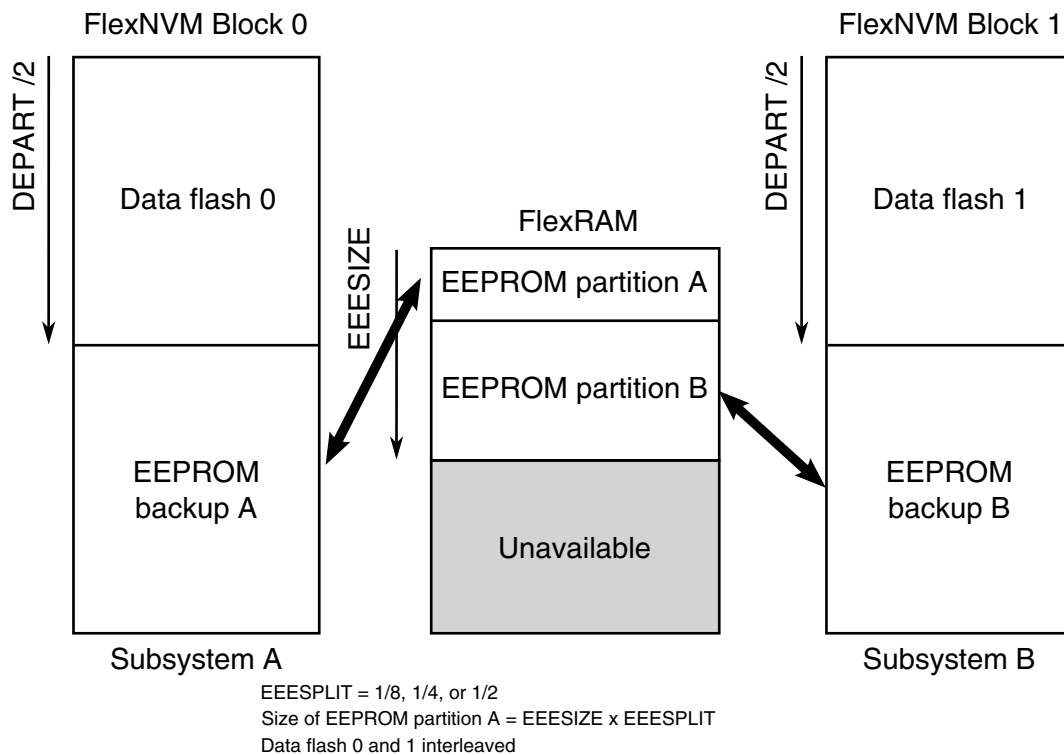 FlexNVM Block 0
FlexNVM Block 1
DEPART /2
Data flash 0
EEESIZE
FlexRAM
EEPROM partition A
EEPROM partition B
Unavailable
DEPART /2
Data flash 1
EEPROM
backup A
EEPROM
backup B
Subsystem A
Subsystem B
EEESPLIT = 1/8, 1/4, or 1/2
Size of EEPROM partition A = EEESIZE x EEESPLIT
Data flash 0 and 1 interleaved